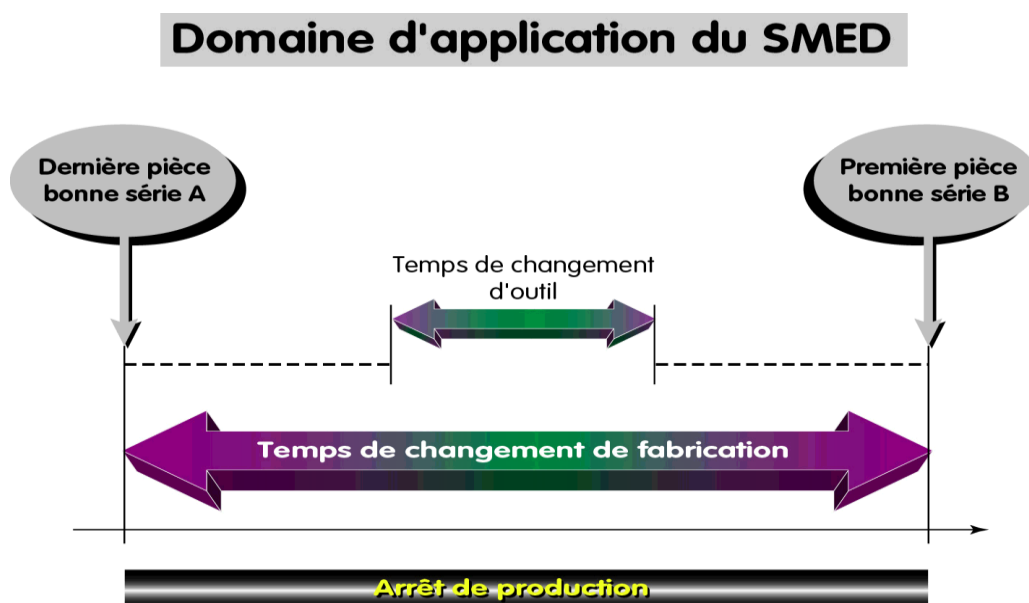 Domaine d'application du SMED
Dernière pièce
bonne série A
Première pièce
bonne série B
Temps de changement
d'outil
Temps de changement de fabrication
Arrêt de production